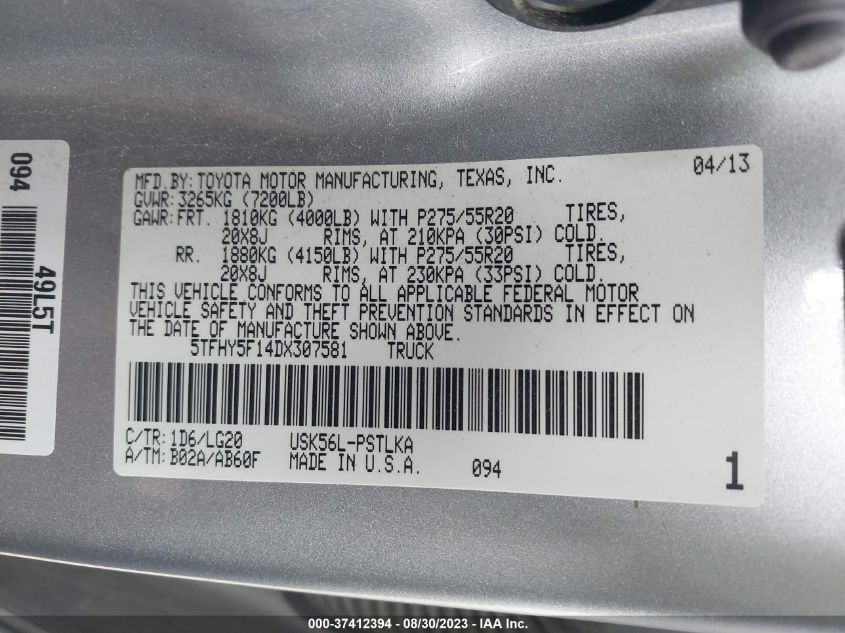 094
49L5T
MFD.BY:TOYOTA MOTOR MANUFACTURING, TEXAS, INC. 04/13
GVWR:3265KG (7200LB)
GAWR:FRT. 1810KG (4000LB) WITH P275/55R20 TIRES,
20X8J RIMS, AT 210KPA (30PSI) COLD.
RR. 1880KG (4150LB) WITH P275/55R20 TIRES,
20X8J RIMS, AT 230KPA (33PSI) COLD.
THIS VEHICLE CONFORMS TO ALL APPLICABLE FEDERAL MOTOR
VEHICLE SAFETY AND THEFT PREVENTION STANDARDS IN EFFECT ON
THE DATE OF MANUFACTURE SHOWN ABOVE.
5TFHY5F14DX307581 TRUCK
C/TR:1D6/LG20 USK56L-PSTLKA
A/TM:B02A/AB60F MADE IN U.S.A. 094 1
000-37412394 - 08/30/2023 - IAA Inc.